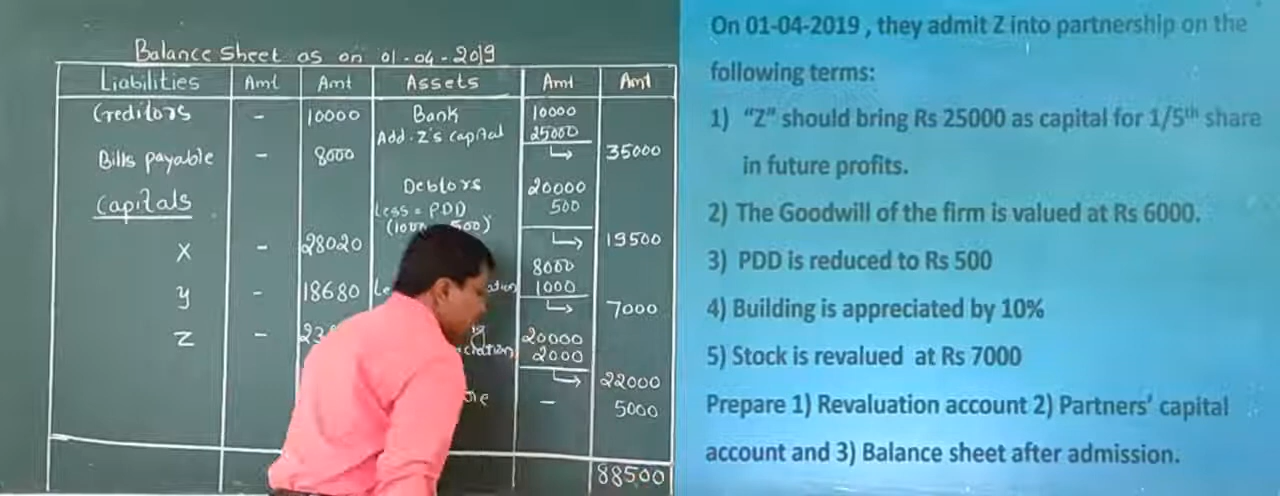 Balance Sheet as on 01-04-2019
Liabilities Amt Amt Assets Amt Amt
Creditors - 10000 Bank 10000
Add. Z's capital 25000
Bills payable - 8000 35000
Debtors 20000
Capitals Less = PDD 500
19500
X - 28020 8000
Y - 18680 1000
7000
Z - 20000
2000
22000
- 5000
88500
On 01-04-2019 , they admit Z into partnership on the
following terms:
1) “Z” should bring Rs 25000 as capital for 1/5th share
in future profits.
2) The Goodwill of the firm is valued at Rs 6000.
3) PDD is reduced to Rs 500
4) Building is appreciated by 10%
5) Stock is revalued at Rs 7000
Prepare 1) Revaluation account 2) Partners’ capital
account and 3) Balance sheet after admission.